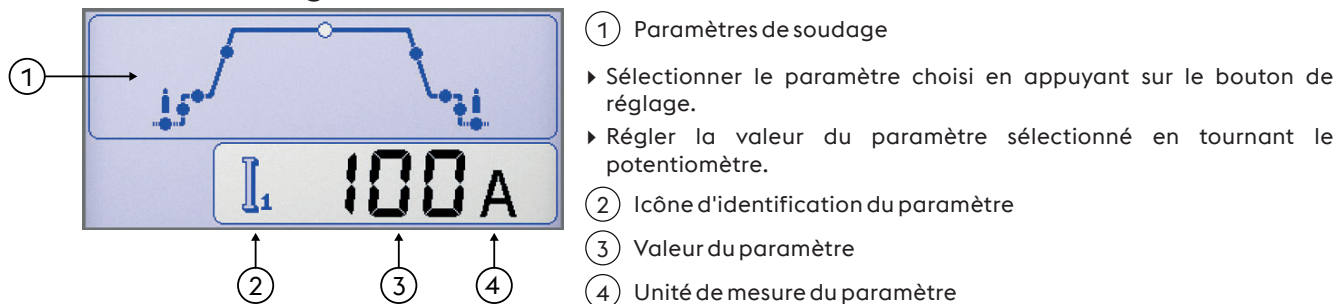 1 Paramètres de soudage
▸ Sélectionner le paramètre choisi en appuyant sur le bouton de
réglage.
▸ Régler la valeur du paramètre sélectionné en tournant le
potentiomètre.
2 Icône d'identification du paramètre
3 Valeur du paramètre
4 Unité de mesure du paramètre
1
I1 100 A
2 3 4